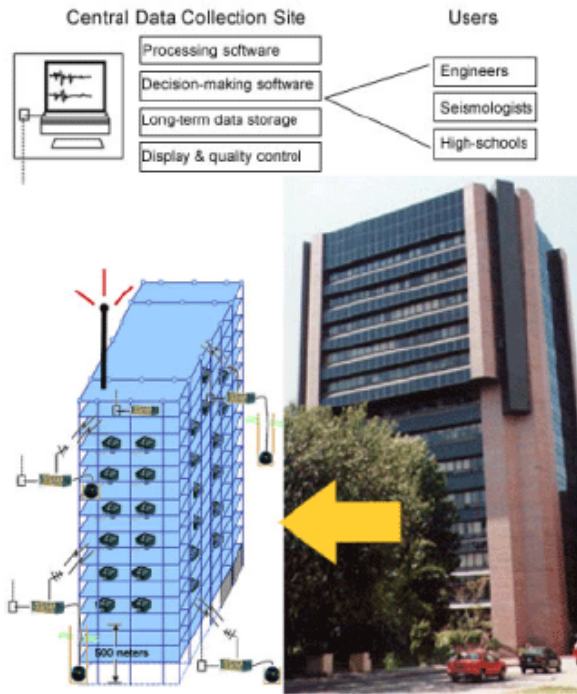 Central Data Collection Site
Users
Processing software
Decision-making software
Long-term data storage
Display & quality control
Engineers
Seismologists
High-schools
500 meters